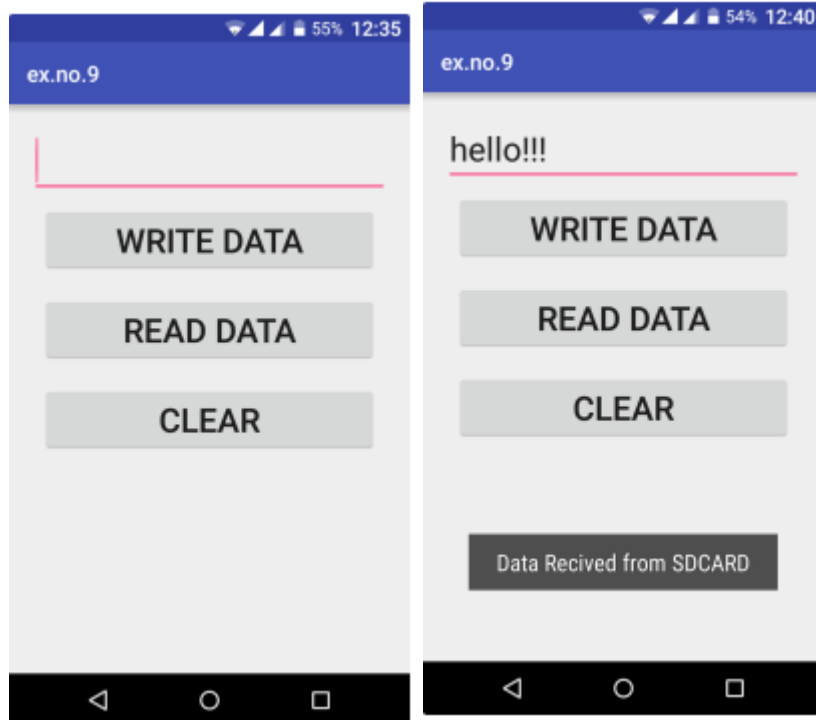 55% 12:35
ex.no.9
WRITE DATA
READ DATA
CLEAR
54% 12:40
ex.no.9
hello!!!
WRITE DATA
READ DATA
CLEAR
Data Recived from SDCARD